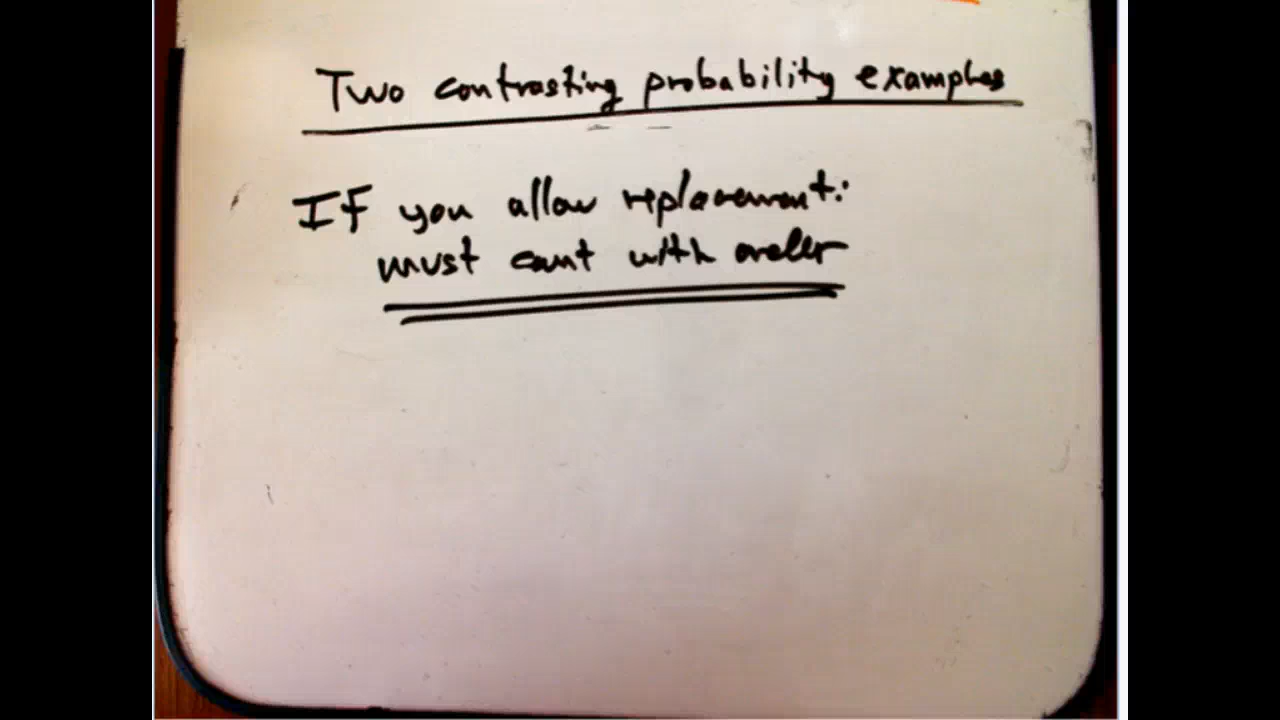 Two contrasting probability examples
If you allow replacement:
must count with order